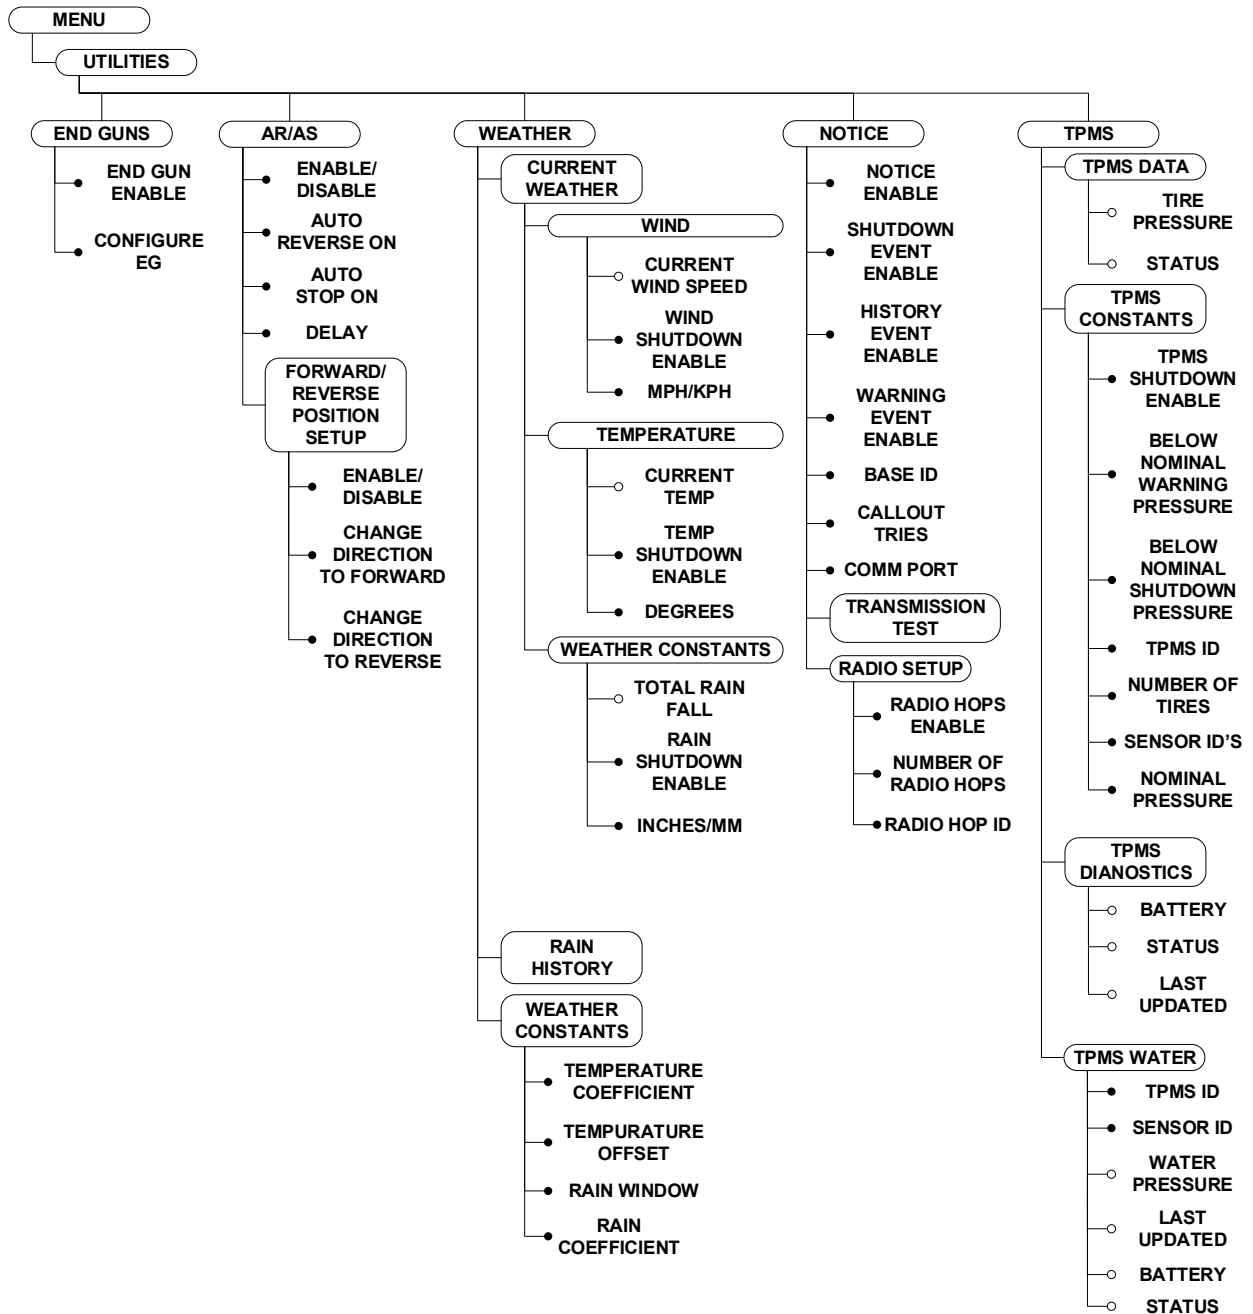 MENU
UTILITIES
END GUNS
END GUN
ENABLE
CONFIGURE
EG
AR/AS
ENABLE/
DISABLE
AUTO
REVERSE ON
AUTO
STOP ON
DELAY
FORWARD/
REVERSE
POSITION
SETUP
ENABLE/
DISABLE
CHANGE
DIRECTION
TO FORWARD
CHANGE
DIRECTION
TO REVERSE
WEATHER
CURRENT
WEATHER
WIND
CURRENT
WIND SPEED
WIND
SHUTDOWN
ENABLE
MPH/KPH
TEMPERATURE
CURRENT
TEMP
TEMP
SHUTDOWN
ENABLE
DEGREES
WEATHER CONSTANTS
TOTAL RAIN
FALL
RAIN
SHUTDOWN
ENABLE
INCHES/MM
RAIN
HISTORY
WEATHER
CONSTANTS
TEMPERATURE
COEFFICIENT
TEMPURATURE
OFFSET
RAIN WINDOW
RAIN
COEFFICIENT
NOTICE
NOTICE
ENABLE
SHUTDOWN
EVENT
ENABLE
HISTORY
EVENT
ENABLE
WARNING
EVENT
ENABLE
BASE ID
CALLOUT
TRIES
COMM PORT
TRANSMISSION
TEST
RADIO SETUP
RADIO HOPS
ENABLE
NUMBER OF
RADIO HOPS
RADIO HOP ID
TPMS
TPMS DATA
TIRE
PRESSURE
STATUS
TPMS
CONSTANTS
TPMS
SHUTDOWN
ENABLE
BELOW
NOMINAL
WARNING
PRESSURE
BELOW
NOMINAL
SHUTDOWN
PRESSURE
TPMS ID
NUMBER OF
TIRES
SENSOR ID'S
NOMINAL
PRESSURE
TPMS
DIANOSTICS
BATTERY
STATUS
LAST
UPDATED
TPMS WATER
TPMS ID
SENSOR ID
WATER
PRESSURE
LAST
UPDATED
BATTERY
STATUS